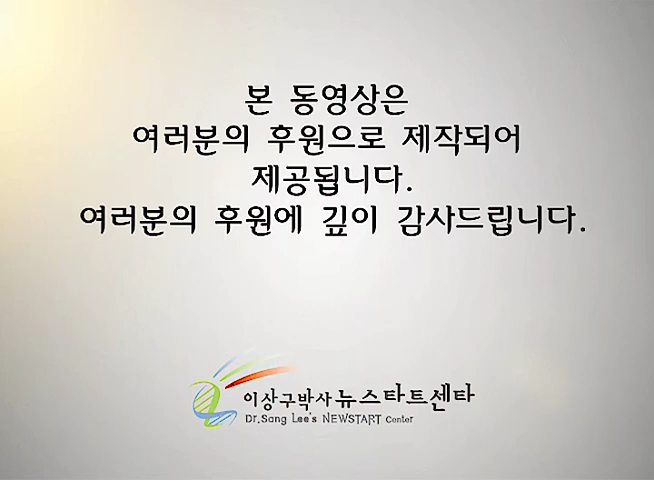 본 동영상은
여러분의 후원으로 제작되어
제공됩니다.
여러분의 후원에 깊이 감사드립니다.
이상구박사 뉴스타트센타
Dr.Sang Lee's NEWSTART Center